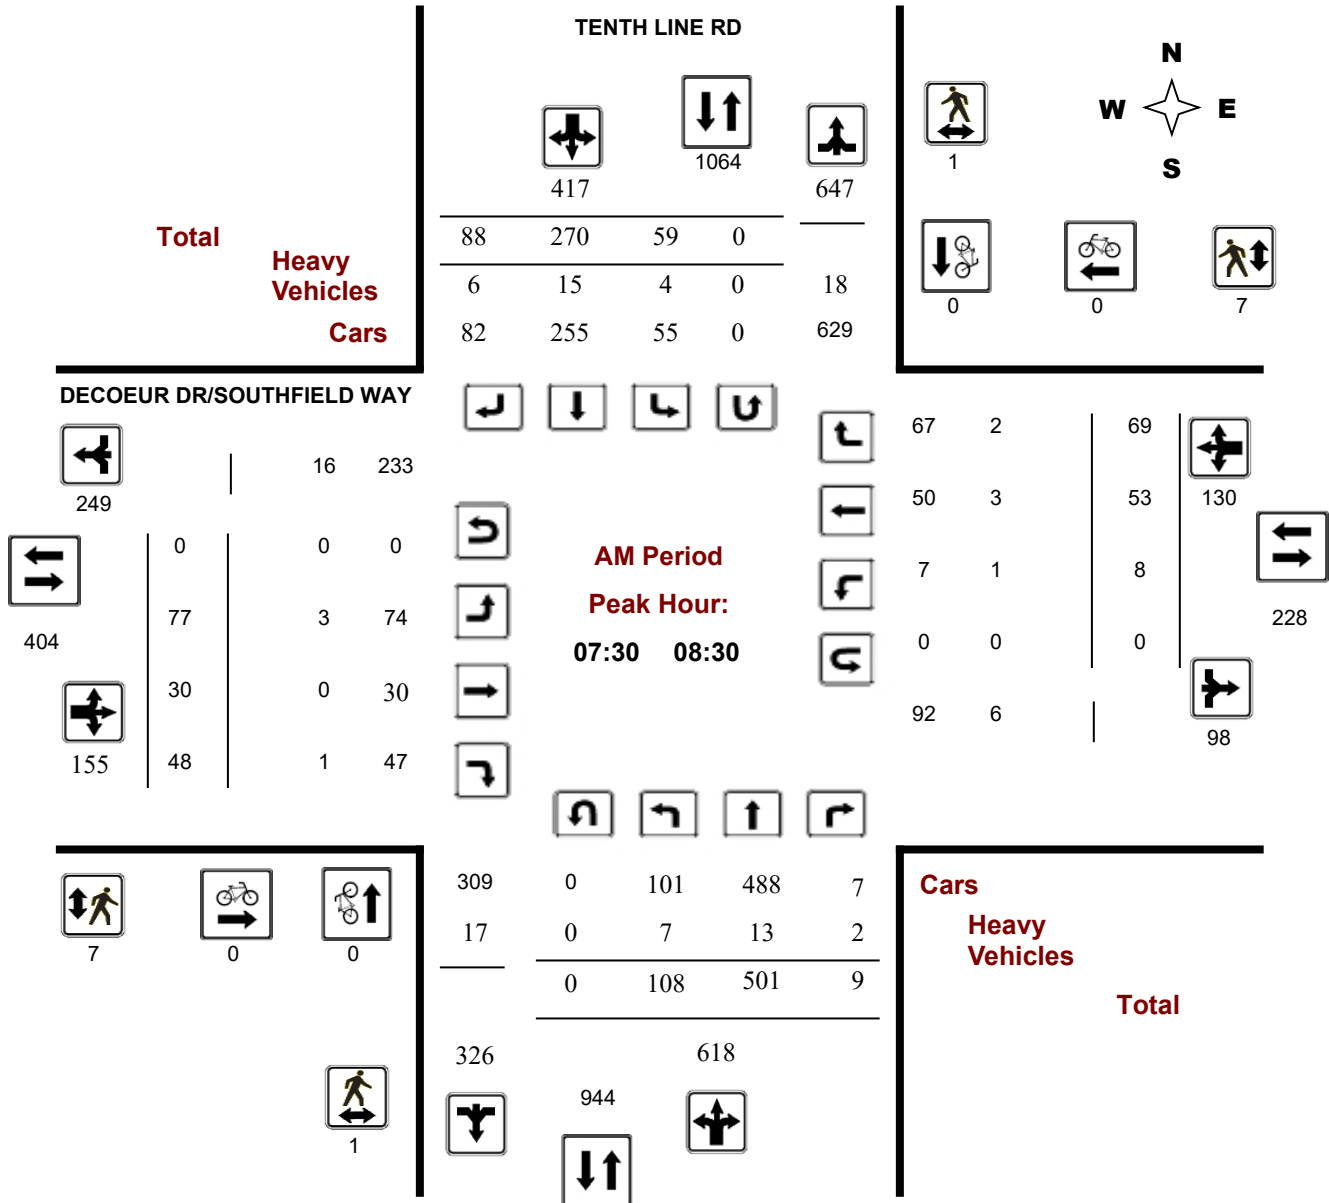 TENTH LINE RD
N
W E
S
1064
1
417 647
Total 88 270 59 0
Heavy
Vehicles 6 15 4 0 18
0 0 7
Cars 82 255 55 0 629
DECOEUR DR/SOUTHFIELD WAY
67 2 69
16 233
249
50 3 53 130
0 0 0
AM Period
7 1 8
77 3 74
Peak Hour:
228
404
07:30 08:30
0 0 0
30 0 30
92 6
98
155 48 1 47
309 0 101 488 7
Cars
17 0 7 13 2
Heavy
Vehicles
7 0 0
0 108 501 9
Total
326 618
944
1